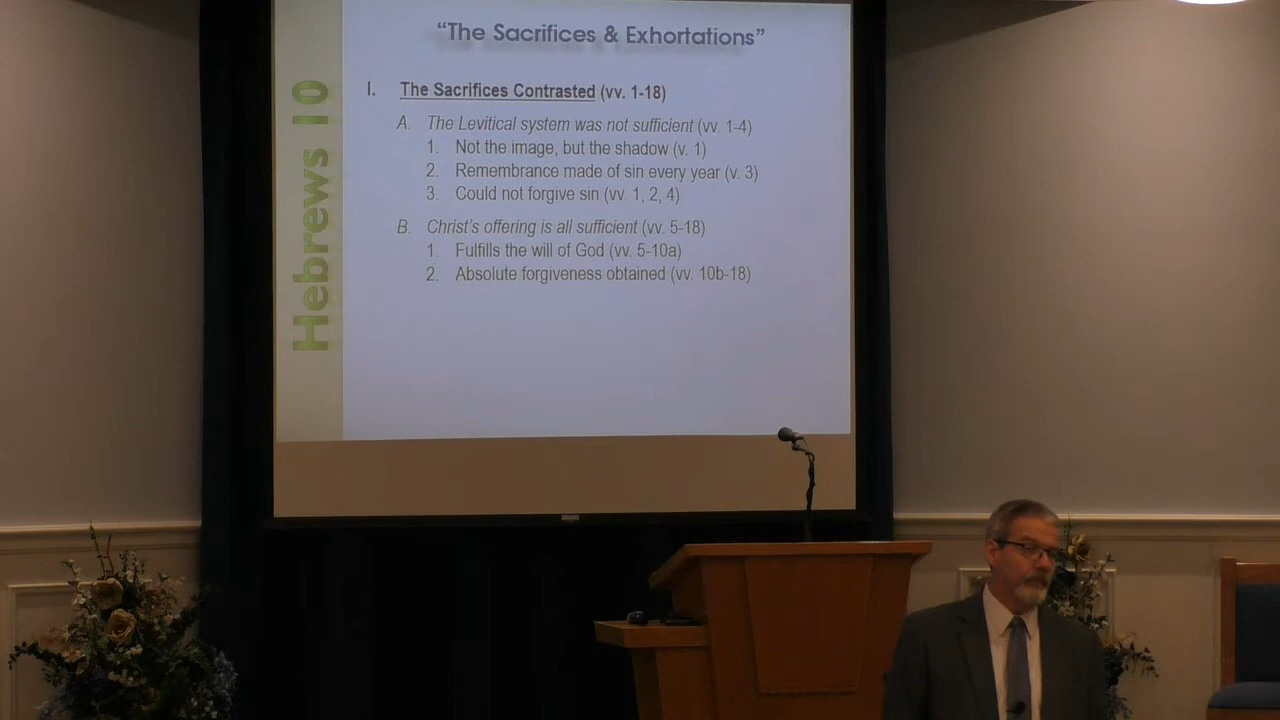 Hebrews 10
“The Sacrifices & Exhortations”
I. The Sacrifices Contrasted (vv. 1-18)
A. The Levitical system was not sufficient (vv. 1-4)
1. Not the image, but the shadow (v. 1)
2. Remembrance made of sin every year (v. 3)
3. Could not forgive sin (vv. 1, 2, 4)
B. Christ's offering is all sufficient (vv. 5-18)
1. Fulfills the will of God (vv. 5-10a)
2. Absolute forgiveness obtained (vv. 10b-18)